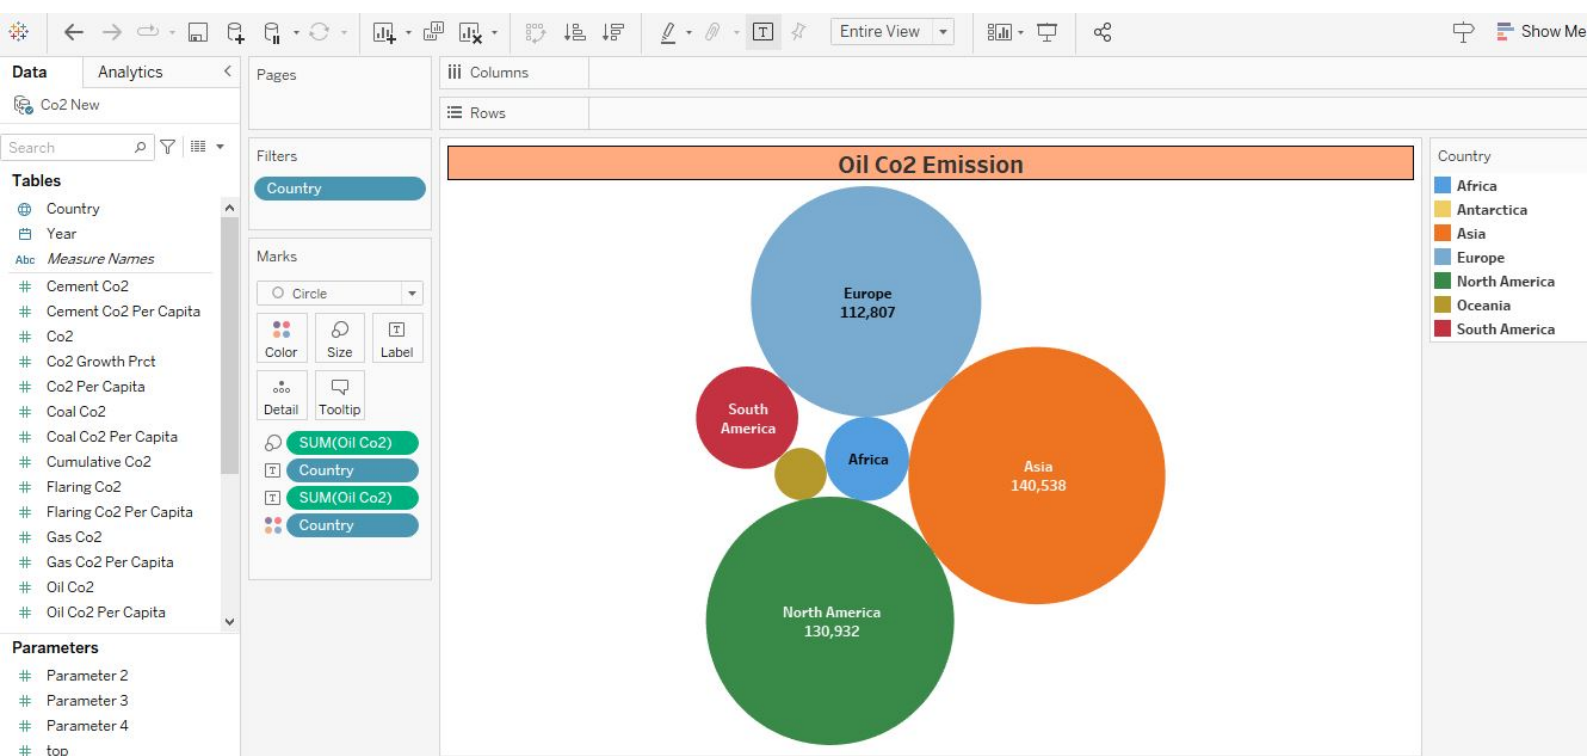 Entire View
Show Me
Data
Analytics
Co2 New
Search
Tables
Country
Year
Abc Measure Names
# Cement Co2
# Cement Co2 Per Capita
# Co2
# Co2 Growth Prct
# Co2 Per Capita
# Coal Co2
# Coal Co2 Per Capita
# Cumulative Co2
# Flaring Co2
# Flaring Co2 Per Capita
# Gas Co2
# Gas Co2 Per Capita
# Oil Co2
# Oil Co2 Per Capita
Parameters
# Parameter 2
# Parameter 3
# Parameter 4
# top
Pages
Filters
Country
Marks
Circle
Color
Size
T
Label
Detail
Tooltip
SUM(Oil Co2)
T Country
T SUM(Oil Co2)
Country
Columns
Rows
Oil Co2 Emission
Europe
112,807
South
America
Africa
Asia
140,538
North America
130,932
Country
Africa
Antarctica
Asia
Europe
North America
Oceania
South America